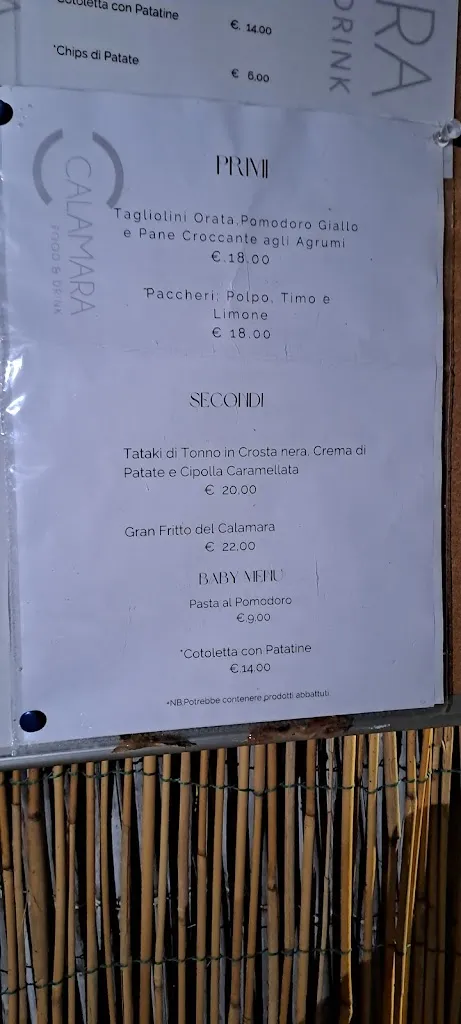 Cotoletta con Patatine
€. 14.00
*Chips di Patate
€ 6.00
RA
DRINK
CALAMARA
FOOD & DRINK
PRIMI
Tagliolini Orata,Pomodoro Giallo
e Pane Croccante agli Agrumi
€.18.00
*Paccheri: Polpo, Timo e
Limone
€ 18.00
SECONDI
Tataki di Tonno in Crosta nera, Crema di
Patate e Cipolla Caramellata
€ 20.00
Gran Fritto del Calamara
€ 22.00
BABY MENU
Pasta al Pomodoro
€.9.00
*Cotoletta con Patatine
€.14.00
*NB.Potrebbe contenere prodotti abbattuti